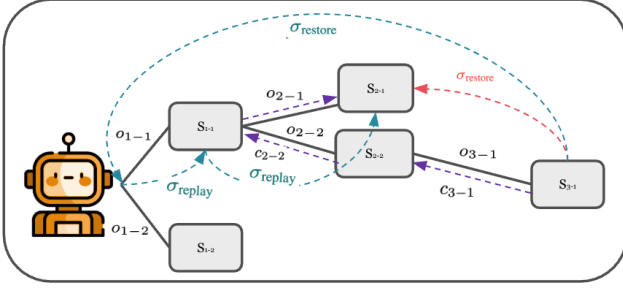 σrestore
o2−1
S2-1
σrestore
o1−1
S1-1
o2−2
c2−2
S2-2
o3−1
σreplay
σreplay
c3−1
S3-1
o1−2
S1-2